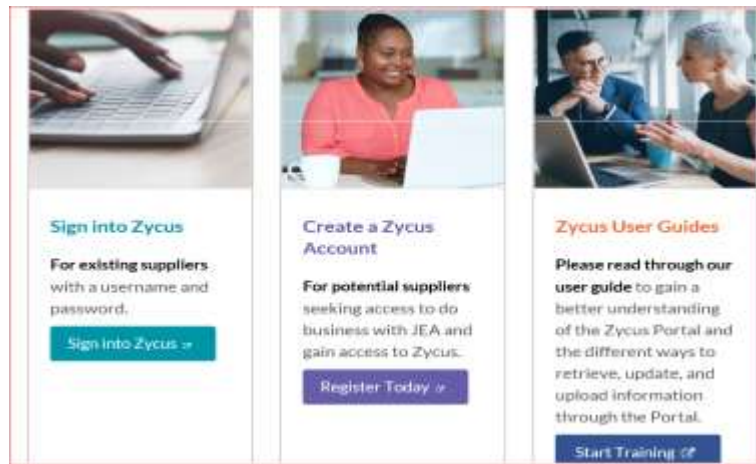 Sign into Zycus
For existing suppliers
with a username and
password.
Sign into Zycus
Create a Zycus
Account
For potential suppliers
seeking access to do
business with JEA and
gain access to Zycus.
Register Today
Zycus User Guides
Please read through our
user guide to gain a
better understanding
of the Zycus Portal and
the different ways to
retrieve, update, and
upload information
through the Portal.
Start Training